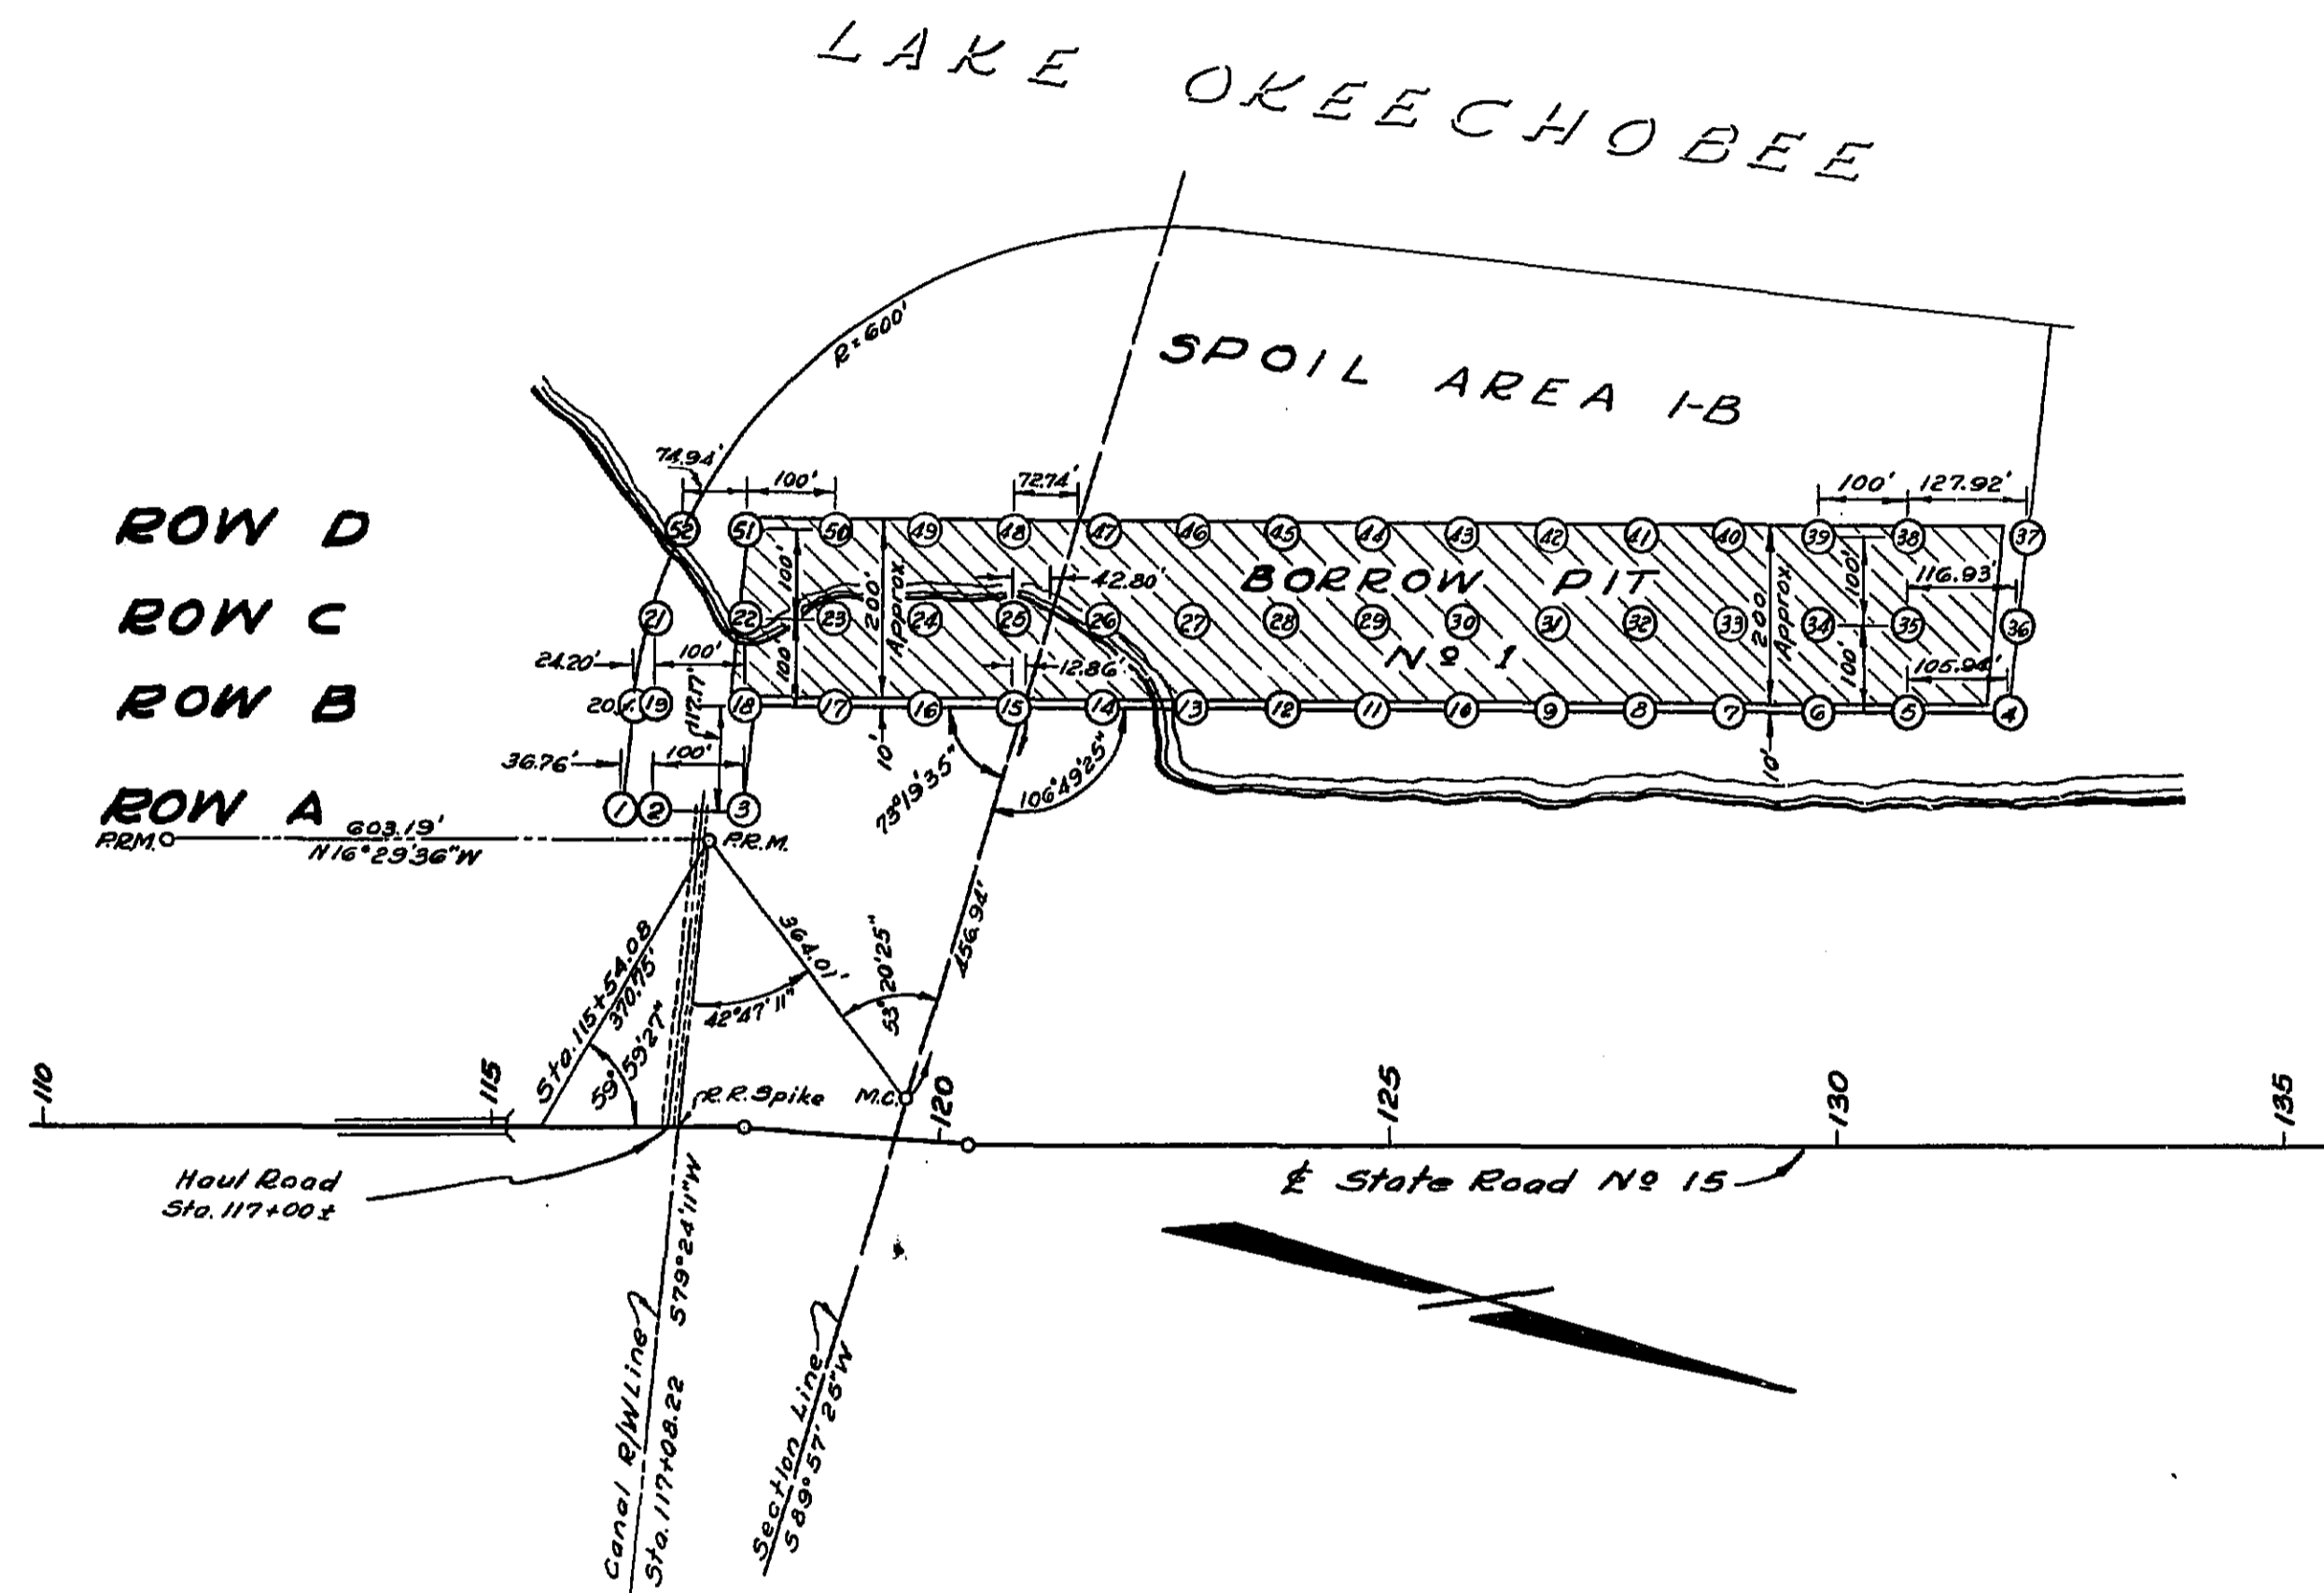 LAKE OKEECHOBEE
R=600'
SPOIL AREA 1-B
74.94'
100'
72.74'
100'
127.92'
ROW D
52 51 50 49 48 47 46 45 44 43 42 41 40 39 38 37
100'
200'
Approx.
42.80'
BORROW PIT
Nº 1
200'
Approx.
100'
116.93'
ROW C
21 22 23 24 25 26 27 28 29 30 31 32 33 34 35 36
24.20'
100'
100'
12.86'
100'
105.94'
ROW B
20 19 18 17 16 15 14 13 12 11 10 9 8 7 6 5 4
117.17'
36.76'
100'
10'
73°19'35"
106°49'25"
10'
ROW A
1 2 3
P.R.M.
603.19'
N16°29'36"W
P.R.M.
Sta. 115+54.08
370.75'
59°59'27"
364.01'
42°47'11"
53°20'25"
456.94'
R.R. Spike
M.C.
110
115
120
125
130
135
Haul Road
Sta. 117+00±
℄ State Road Nº 15
Canal R/W Line
Sta. 117+08.22 S79°24'11"W
Section Line
S89°57'25"W